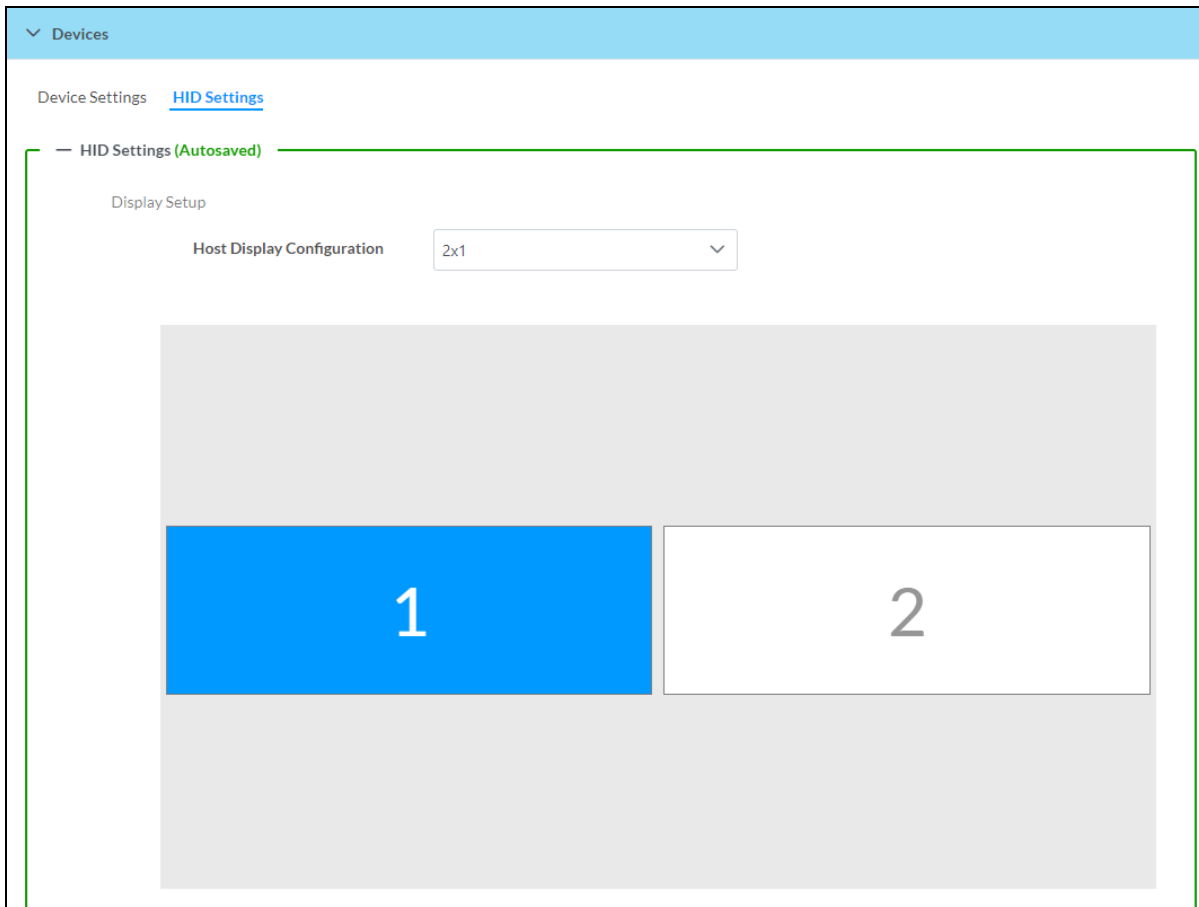 Devices
Device Settings HID Settings
HID Settings (Autosaved)
Display Setup
Host Display Configuration 2x1
1 2